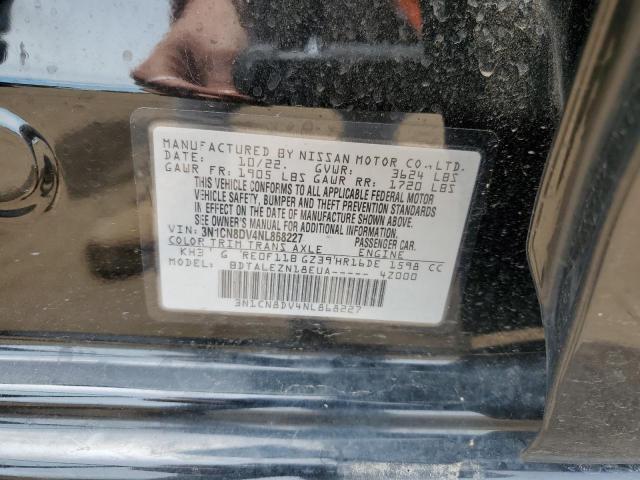 MANUFACTURED BY NISSAN MOTOR CO.,LTD.
DATE: 10/22. GVWR: 3624 LBS
GAWR FR: 1905 LBS GAWR RR: 1720 LBS
THIS VEHICLE CONFORMS TO ALL APPLICABLE FEDERAL MOTOR
VEHICLE SAFETY, BUMPER AND THEFT PREVENTION STANDARDS
IN EFFECT ON THE DATE OF MANUFACTURE SHOWN ABOVE.
SEE OWNER'S MANUAL FOR ADDITIONAL INFORMATION.
VIN: 3N1CN8DV4NL868227 PASSENGER CAR.
COLOR TRIM TRANS AXLE ENGINE
KH3 G RE0F11B GZ39 HR16DE 1598 CC
MODEL: BDTALEZN18EUA----- 4Z000
3N1CN8DV4NL868227